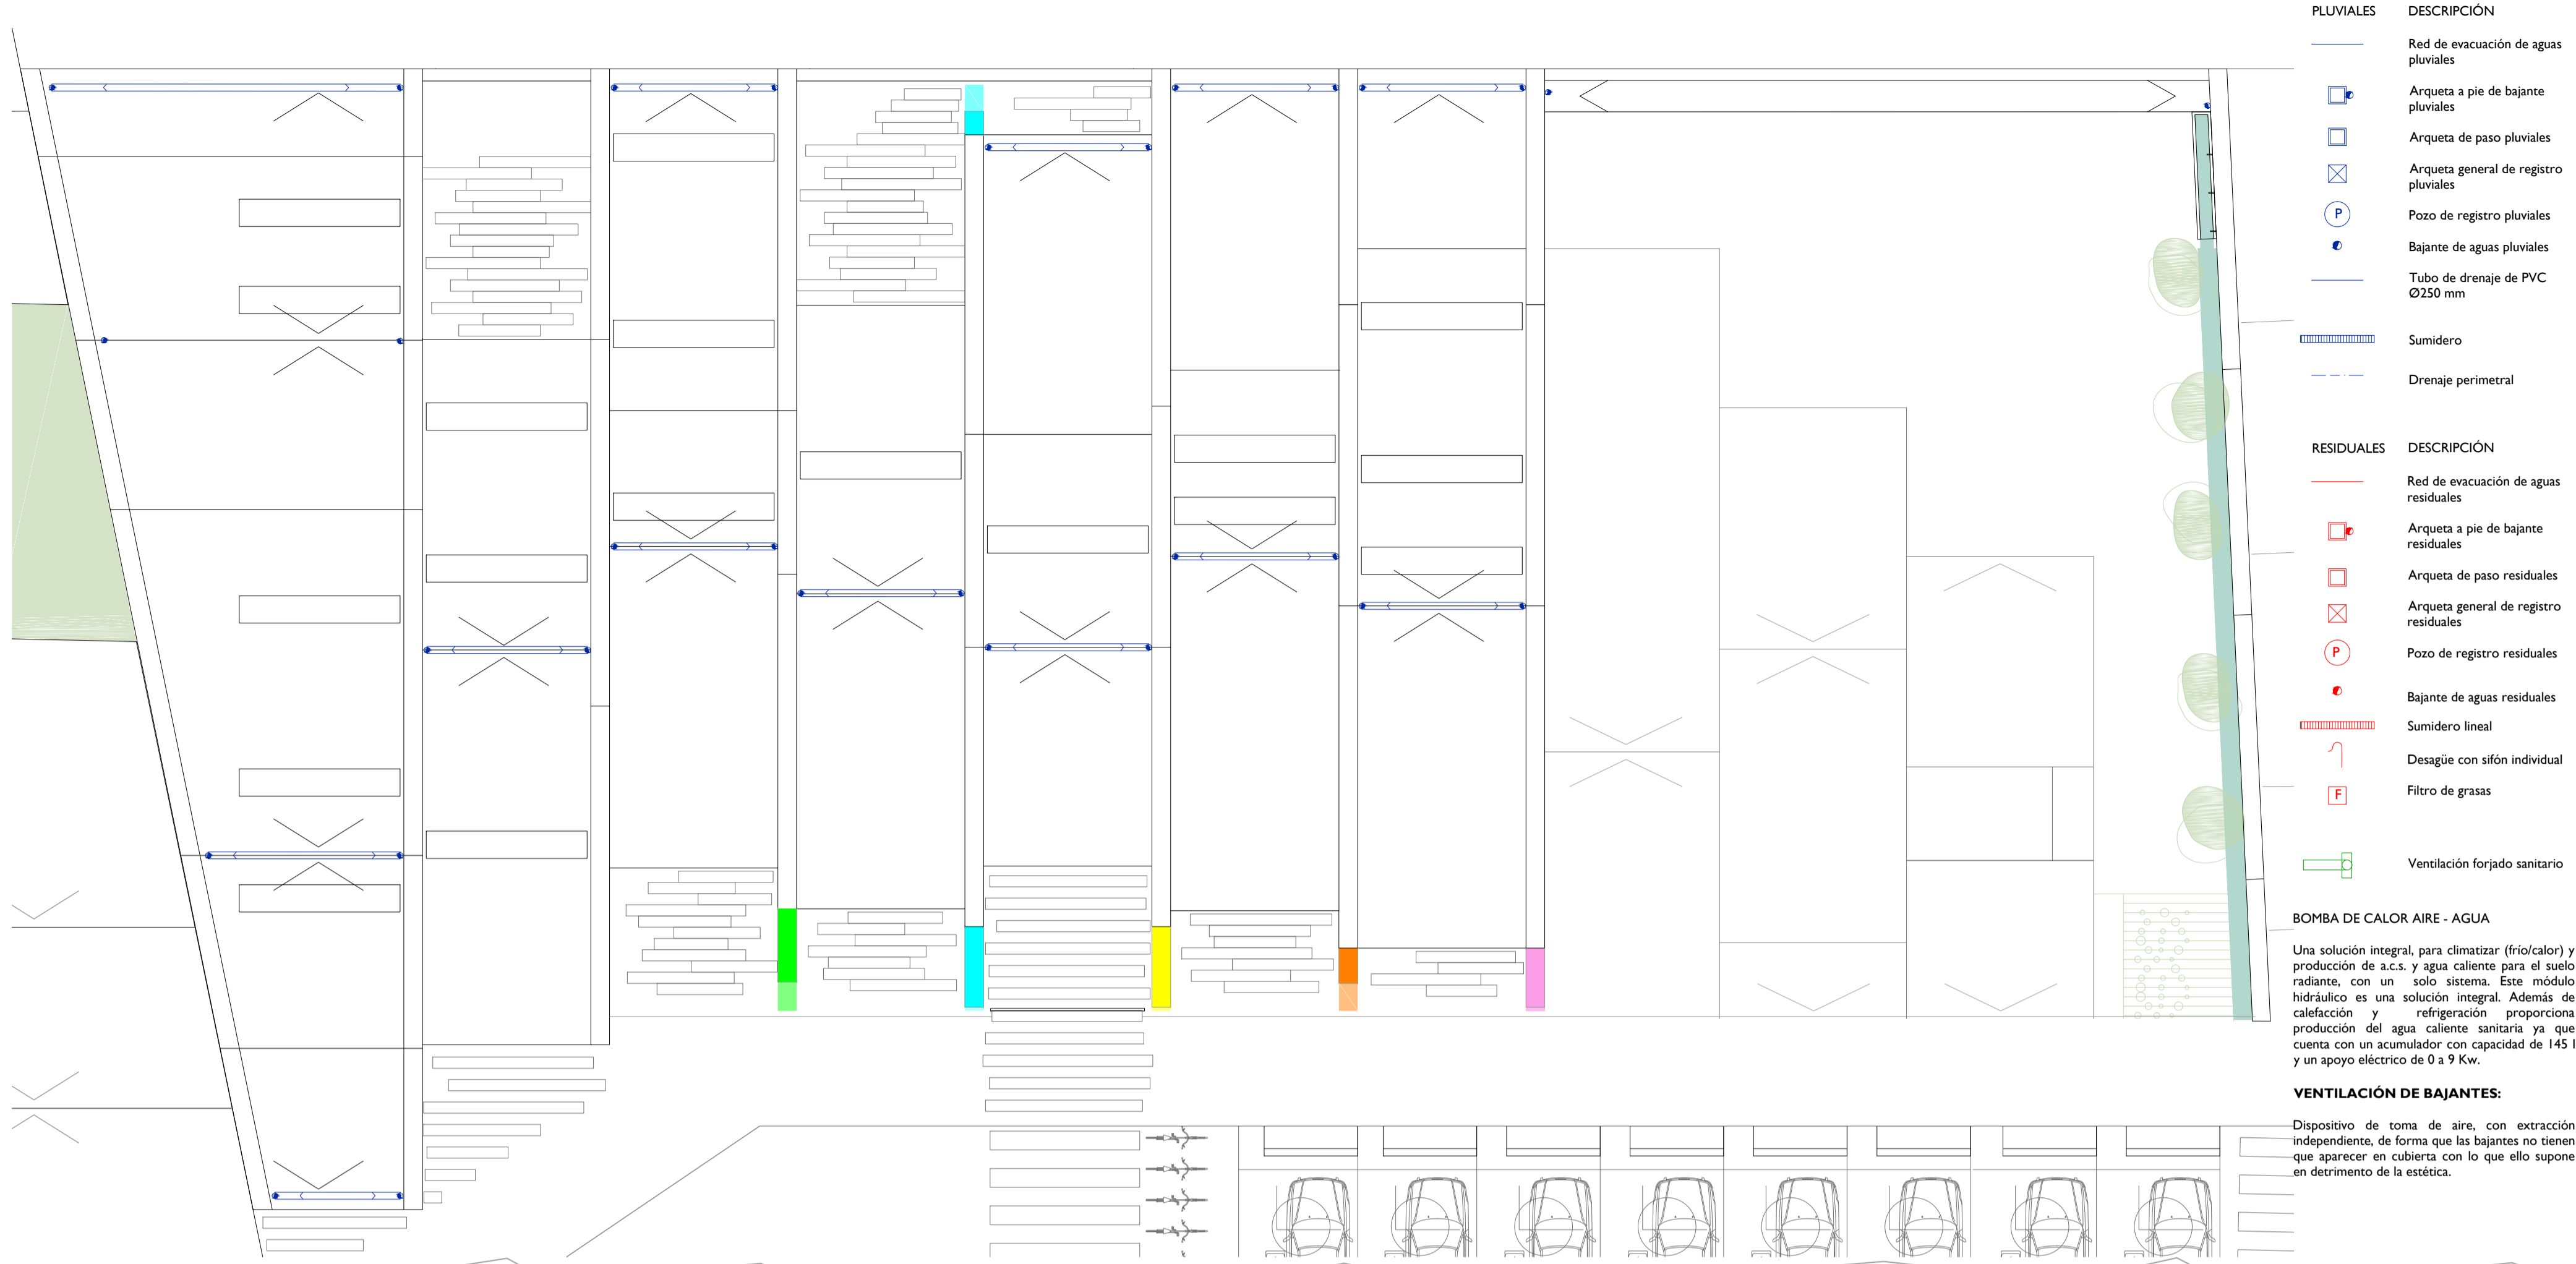 PLUVIALES DESCRIPCIÓN
Red de evacuación de aguas
pluviales
Arqueta a pie de bajante
pluviales
Arqueta de paso pluviales
Arqueta general de registro
pluviales
P Pozo de registro pluviales
Bajante de aguas pluviales
Tubo de drenaje de PVC
Ø250 mm
Sumidero
Drenaje perimetral
RESIDUALES DESCRIPCIÓN
Red de evacuación de aguas
residuales
Arqueta a pie de bajante
residuales
Arqueta de paso residuales
Arqueta general de registro
residuales
P Pozo de registro residuales
Bajante de aguas residuales
Sumidero lineal
Desagüe con sifón individual
F Filtro de grasas
Ventilación forjado sanitario
BOMBA DE CALOR AIRE - AGUA
Una solución integral, para climatizar (frío/calor) y
producción de a.c.s. y agua caliente para el suelo
radiante, con un solo sistema. Este módulo
hidráulico es una solución integral. Además de
calefacción y refrigeración proporciona
producción del agua caliente sanitaria ya que
cuenta con un acumulador con capacidad de 145 l
y un apoyo eléctrico de 0 a 9 Kw.
VENTILACIÓN DE BAJANTES:
Dispositivo de toma de aire, con extracción
independiente, de forma que las bajantes no tienen
que aparecer en cubierta con lo que ello supone
en detrimento de la estética.